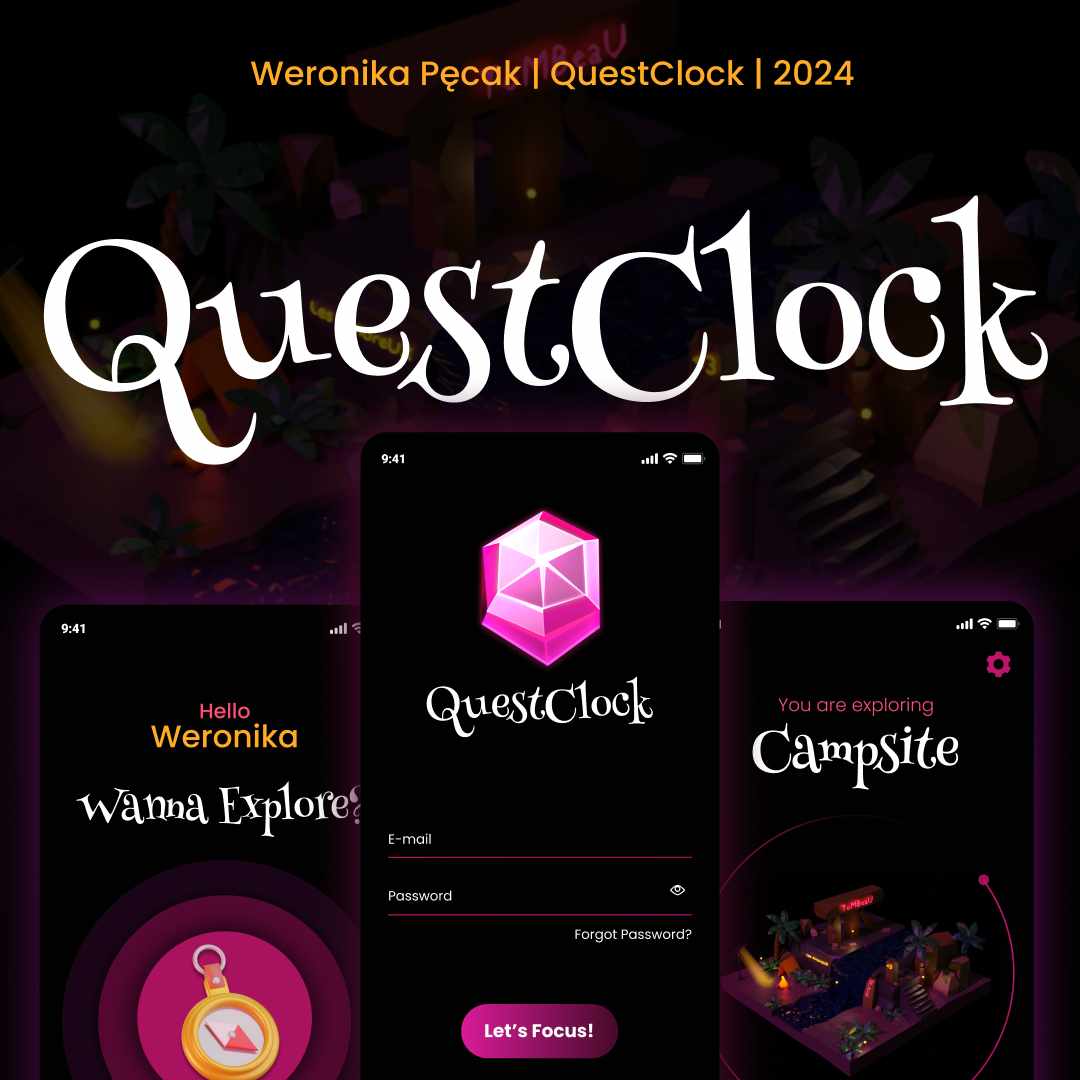 Weronika Pęcak | QuestClock | 2024
QuestClock
9:41
QuestClock
E-mail
Password
Forgot Password?
Let's Focus!
9:41
Hello
Weronika
Wanna Explore?
You are exploring
Campsite
TOMBeaU